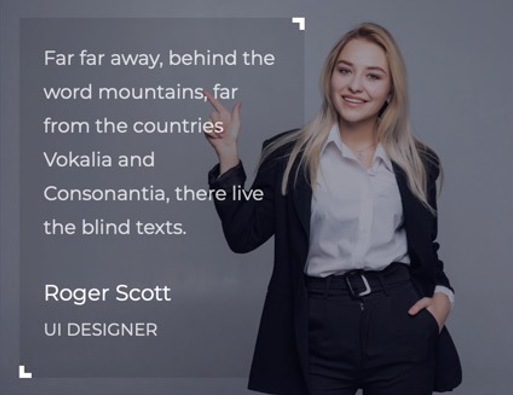 Far far away, behind the
word mountains, far
from the countries
Vokalia and
Consonantia, there live
the blind texts.
Roger Scott
UI DESIGNER